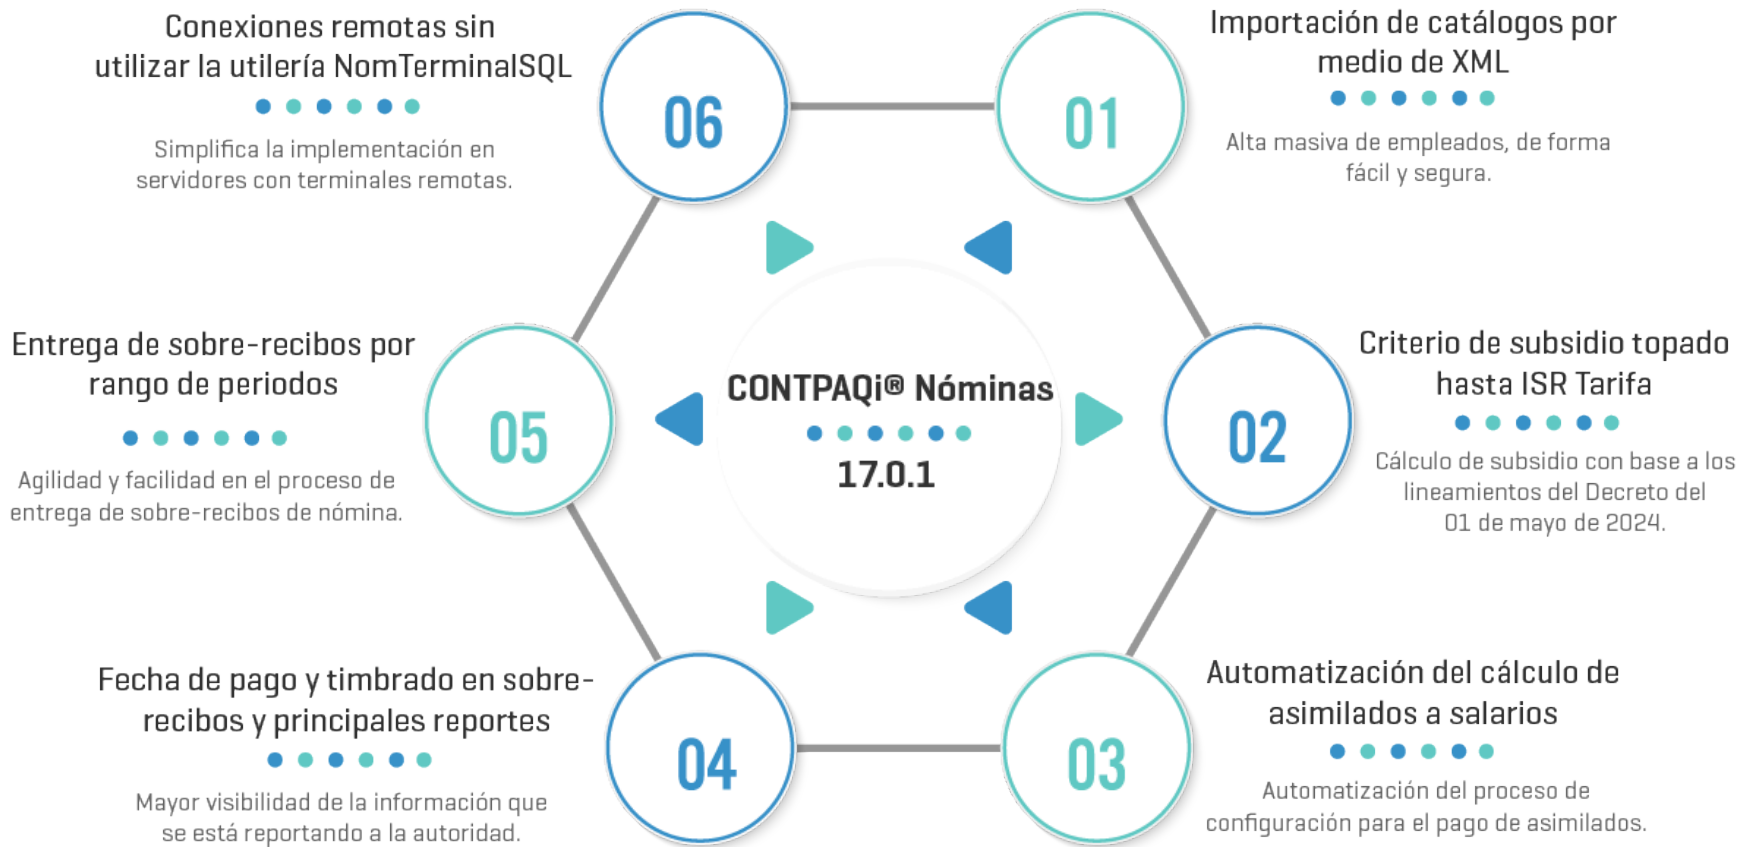 Conexiones remotas sin
utilizar la utilería NomTerminalSQL
Simplifica la implementación en
servidores con terminales remotas.
06
01
Importación de catálogos por
medio de XML
Alta masiva de empleados, de forma
fácil y segura.
Entrega de sobre-recibos por
rango de periodos
Agilidad y facilidad en el proceso de
entrega de sobre-recibos de nómina.
05
CONTPAQi® Nóminas
17.0.1
02
Criterio de subsidio topado
hasta ISR Tarifa
Cálculo de subsidio con base a los
lineamientos del Decreto del
01 de mayo de 2024.
Fecha de pago y timbrado en sobre-
recibos y principales reportes
Mayor visibilidad de la información que
se está reportando a la autoridad.
04
03
Automatización del cálculo de
asimilados a salarios
Automatización del proceso de
configuración para el pago de asimilados.